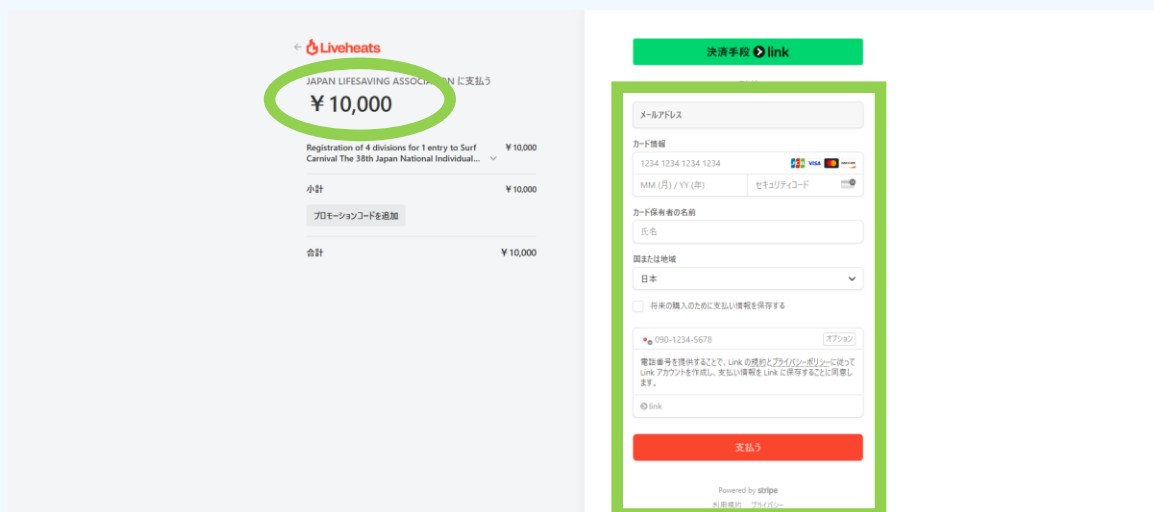 ← Liveheats
JAPAN LIFESAVING ASSOCIATION に支払う
¥10,000
Registration of 4 divisions for 1 entry to Surf ¥10,000
Carnival The 38th Japan National Individual...
小計 ¥10,000
プロモーションコードを追加
合計 ¥10,000
決済手段 link
メールアドレス
カード情報
1234 1234 1234 1234 JCB VISA
MM (月) / YY (年) セキュリティコード
カード保有者の名前
氏名
国または地域
日本
将来の購入のために支払い情報を保存する
090-1234-5678 オプション
電話番号を提供することで、Link の規約とプライバシーポリシーに従って
Link アカウントを作成し、支払い情報を Link に保存することに同意し
ます。
link
支払う
Powered by stripe
利用規約 プライバシー